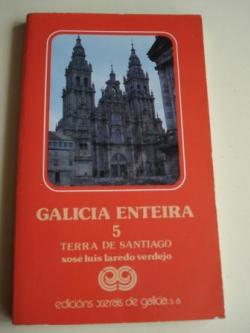 GALICIA ENTEIRA
5
TERRA DE SANTIAGO
xosé luis laredo verdejo
edicións xerais de galicia, s.a.